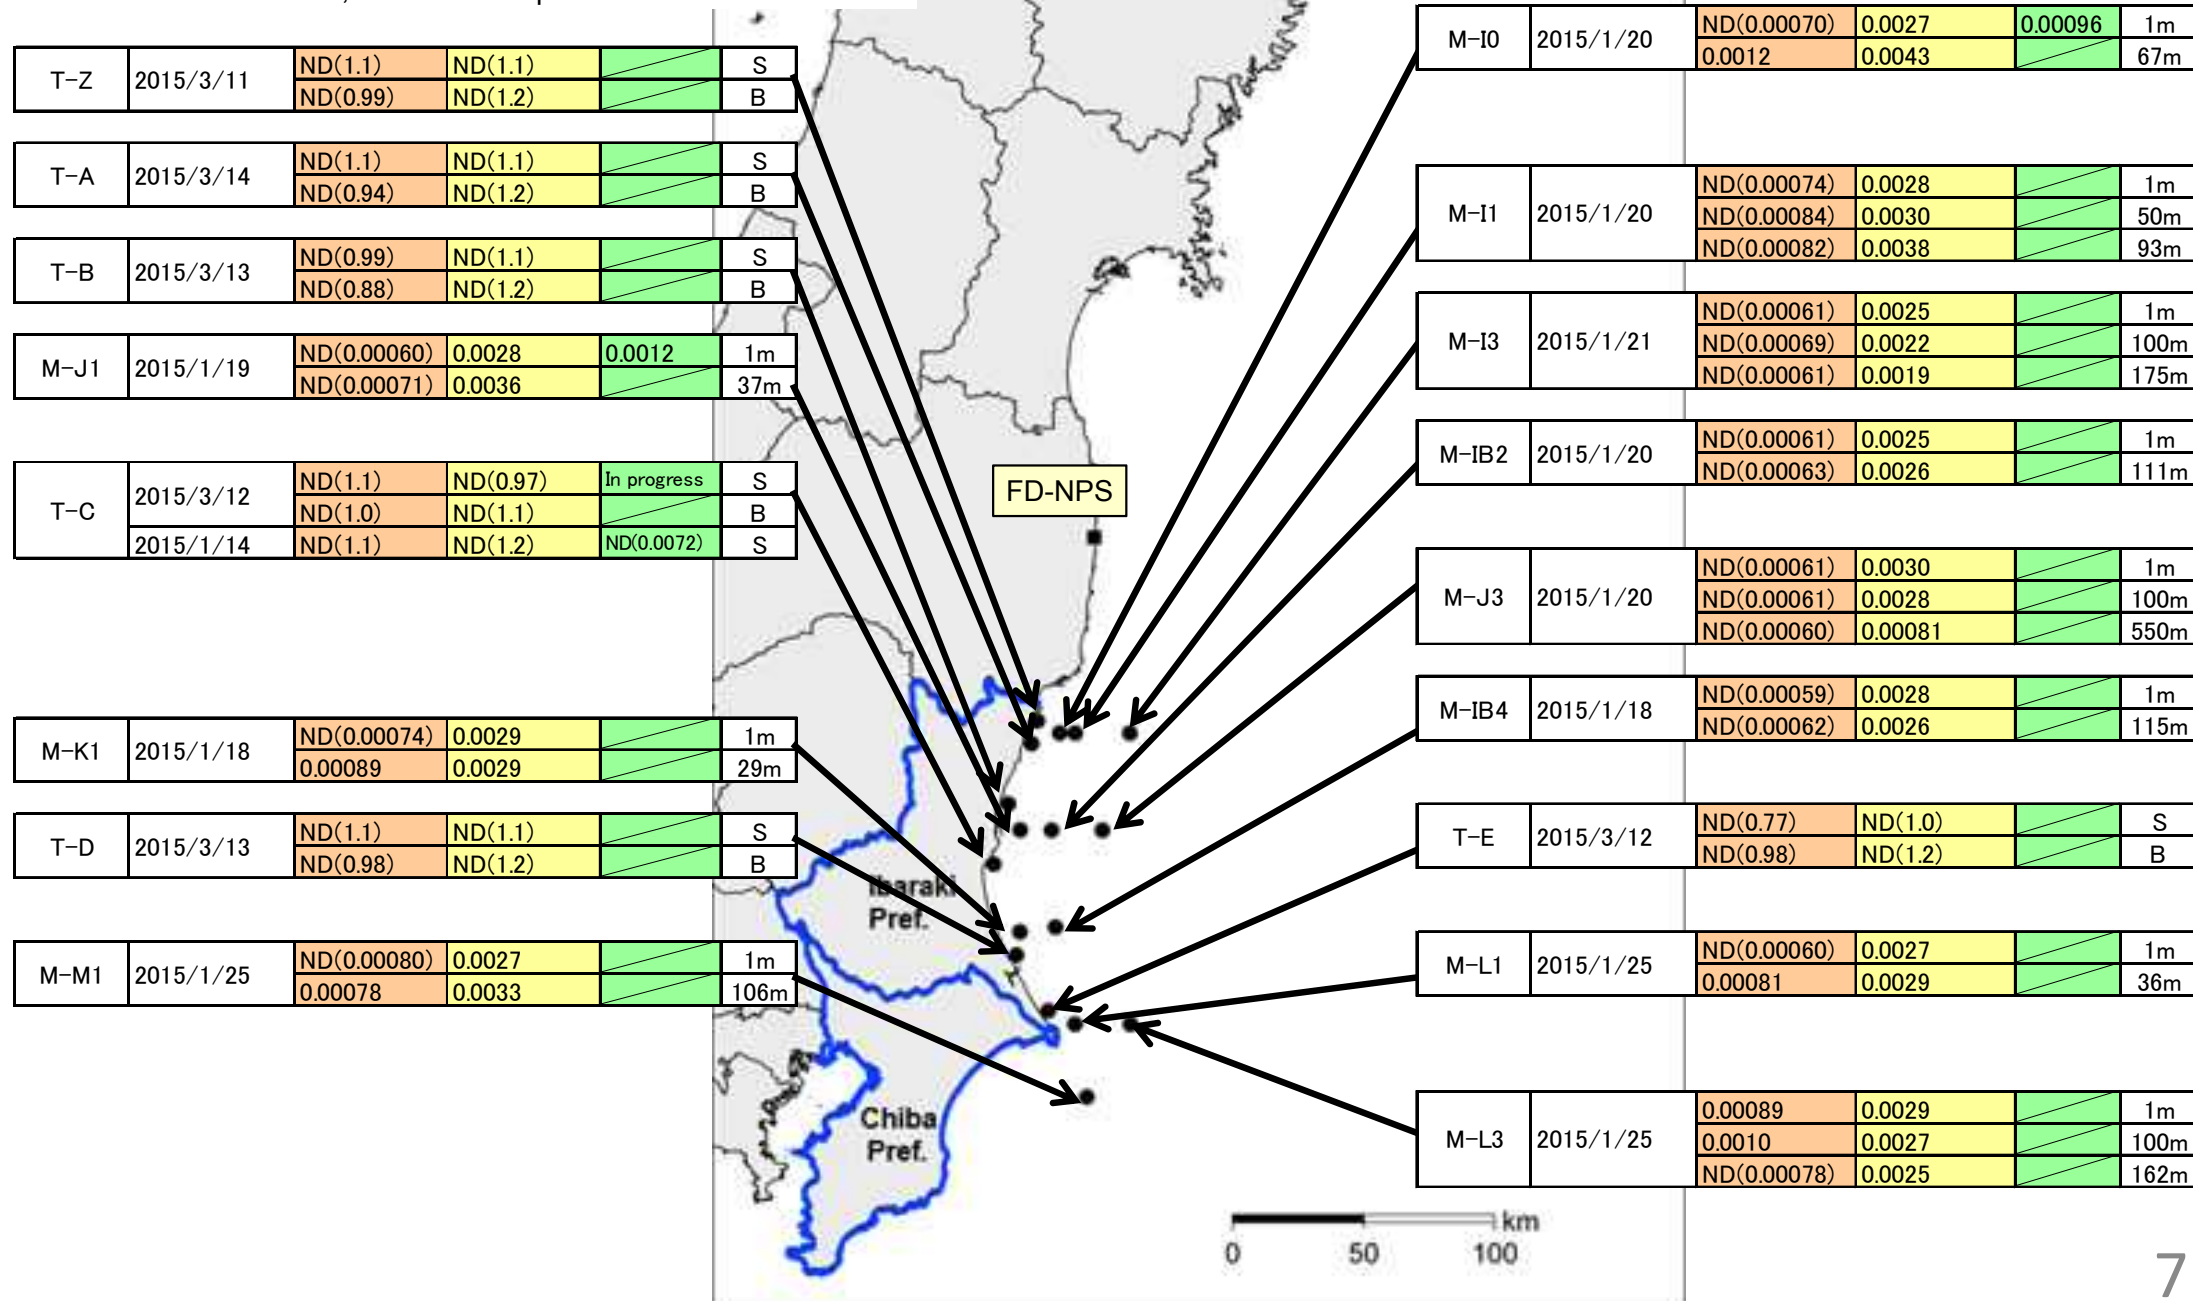 T-Z 2015/3/11 ND(1.1) ND(1.1) S
ND(0.99) ND(1.2) B
T-A 2015/3/14 ND(1.1) ND(1.1) S
ND(0.94) ND(1.2) B
T-B 2015/3/13 ND(0.99) ND(1.1) S
ND(0.88) ND(1.2) B
M-J1 2015/1/19 ND(0.00060) 0.0028 0.0012 1m
ND(0.00071) 0.0036 37m
T-C 2015/3/12 ND(1.1) ND(0.97) In progress S
ND(1.0) ND(1.1) B
2015/1/14 ND(1.1) ND(1.2) ND(0.0072) S
M-K1 2015/1/18 ND(0.00074) 0.0029 1m
0.00089 0.0029 29m
T-D 2015/3/13 ND(1.1) ND(1.1) S
ND(0.98) ND(1.2) B
M-M1 2015/1/25 ND(0.00080) 0.0027 1m
0.00078 0.0033 106m
FD-NPS
Ibaraki
Pref.
Chiba
Pref.
M-I0 2015/1/20 ND(0.00070) 0.0027 0.00096 1m
0.0012 0.0043 67m
M-I1 2015/1/20 ND(0.00074) 0.0028 1m
ND(0.00084) 0.0030 50m
ND(0.00082) 0.0038 93m
M-I3 2015/1/21 ND(0.00061) 0.0025 1m
ND(0.00069) 0.0022 100m
ND(0.00061) 0.0019 175m
M-IB2 2015/1/20 ND(0.00061) 0.0025 1m
ND(0.00063) 0.0026 111m
M-J3 2015/1/20 ND(0.00061) 0.0030 1m
ND(0.00061) 0.0028 100m
ND(0.00060) 0.00081 550m
M-IB4 2015/1/18 ND(0.00059) 0.0028 1m
ND(0.00062) 0.0026 115m
T-E 2015/3/12 ND(0.77) ND(1.0) S
ND(0.98) ND(1.2) B
M-L1 2015/1/25 ND(0.00060) 0.0027 1m
0.00081 0.0029 36m
M-L3 2015/1/25 0.00089 0.0029 1m
0.0010 0.0027 100m
ND(0.00078) 0.0025 162m
km
0 50 100
7